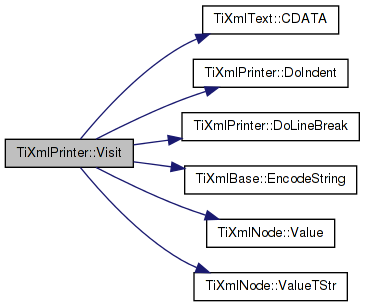 TiXmlText::CDATA
TiXmlPrinter::DoIndent
TiXmlPrinter::DoLineBreak
TiXmlPrinter::Visit
TiXmlBase::EncodeString
TiXmlNode::Value
TiXmlNode::ValueTStr